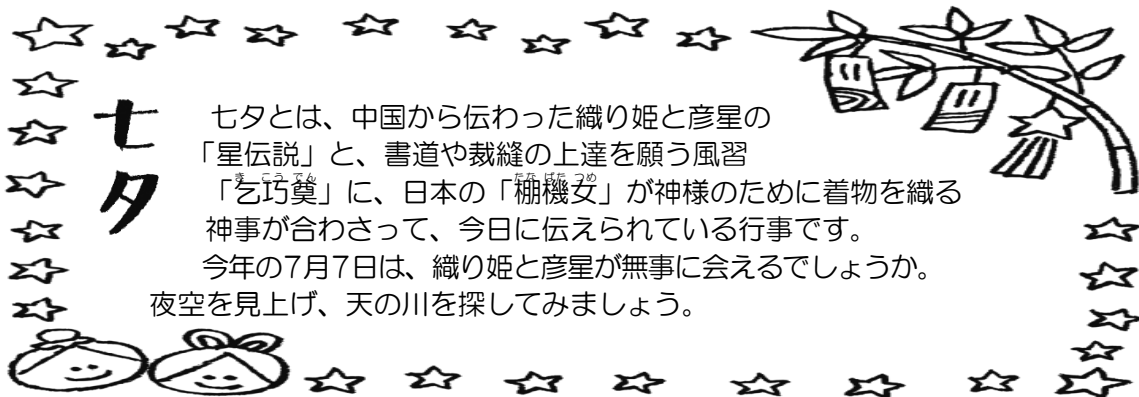 七夕
七夕とは、中国から伝わった織り姫と彦星の
「星伝説」と、書道や裁縫の上達を願う風習
「乞巧奠」に、日本の「棚機女」が神様のために着物を織る
神事が合わさって、今日に伝えられている行事です。
今年の7月7日は、織り姫と彦星が無事に会えるでしょうか。
夜空を見上げ、天の川を探してみましょう。